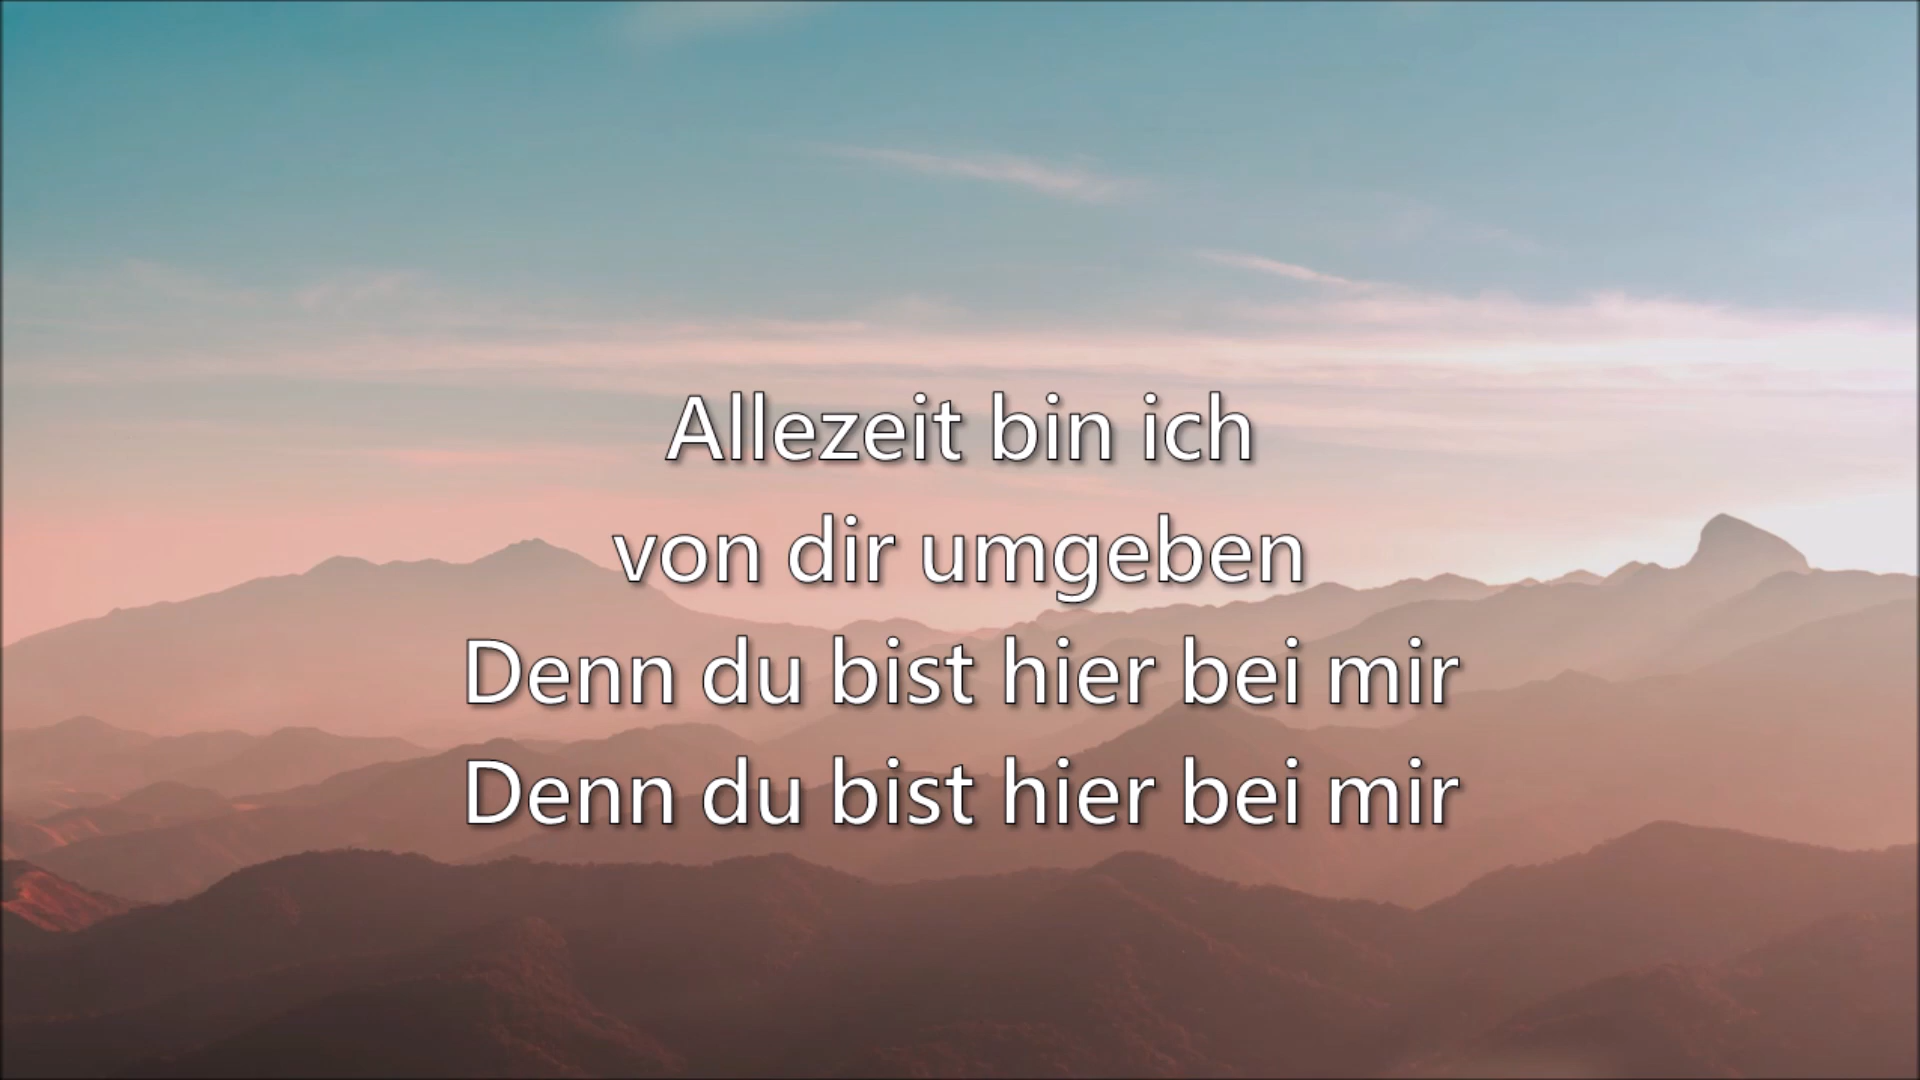 Allezeit bin ich
von dir umgeben
Denn du bist hier bei mir
Denn du bist hier bei mir